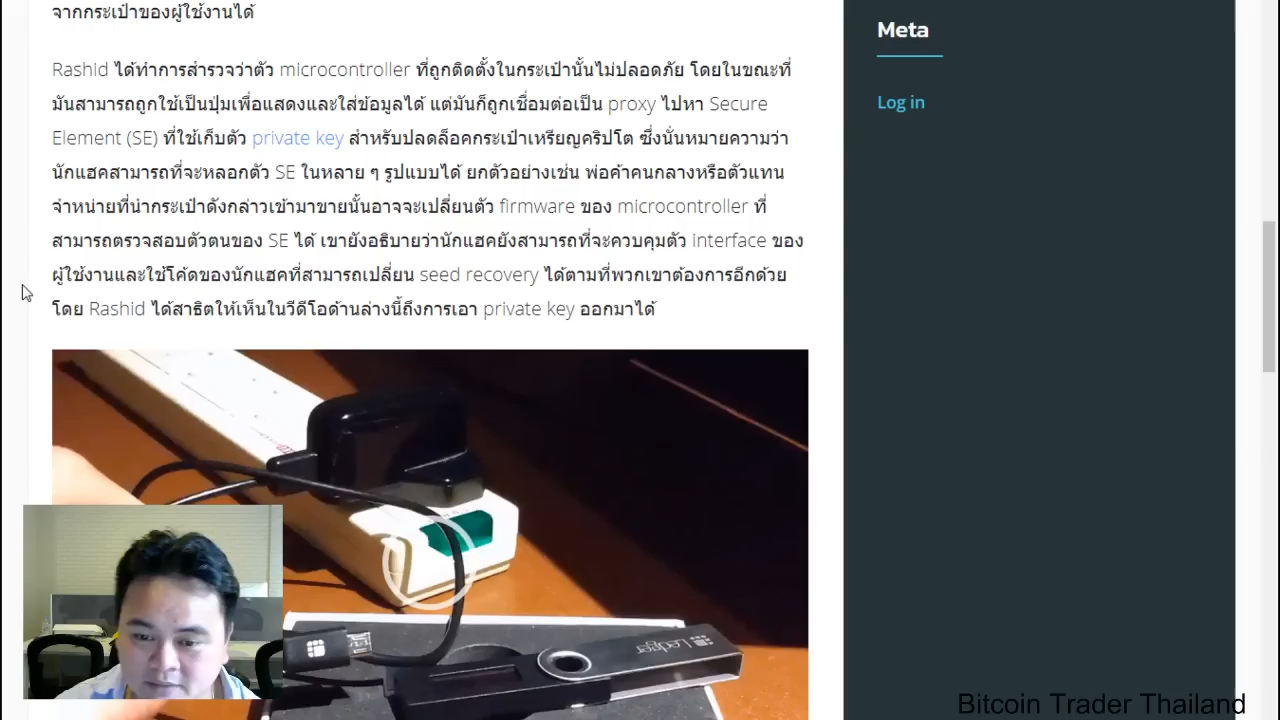 จากกระเป๋าของผู้ใช้งานได้
Rashid ได้ทำการสำรวจว่าตัว microcontroller ที่ถูกติดตั้งในกระเป๋านั้นไม่ปลอดภัย โดยในขณะที่
มันสามารถถูกใช้เป็นปุ่มเพื่อแสดงและใส่ข้อมูลได้ แต่มันก็ถูกเชื่อมต่อเป็น proxy ไปหา Secure
Element (SE) ที่ใช้เก็บตัว private key สำหรับปลดล็อคกระเป๋าเหรียญคริปโต ซึ่งนั่นหมายความว่า
นักแฮคสามารถที่จะหลอกตัว SE ในหลาย ๆ รูปแบบได้ ยกตัวอย่างเช่น พ่อค้าคนกลางหรือตัวแทน
จำหน่ายที่นำกระเป๋าดังกล่าวเข้ามาขายนั้นอาจจะเปลี่ยนตัว firmware ของ microcontroller ที่
สามารถตรวจสอบตัวตนของ SE ได้ เขายังอธิบายว่านักแฮคยังสามารถที่จะควบคุมตัว interface ของ
ผู้ใช้งานและใช้โค้ดของนักแฮคที่สามารถเปลี่ยน seed recovery ได้ตามที่พวกเขาต้องการอีกด้วย
โดย Rashid ได้สาธิตให้เห็นในวีดีโอด้านล่างนี้ถึงการเอา private key ออกมาได้
Meta
Log in
Ledger
Bitcoin Trader Thailand